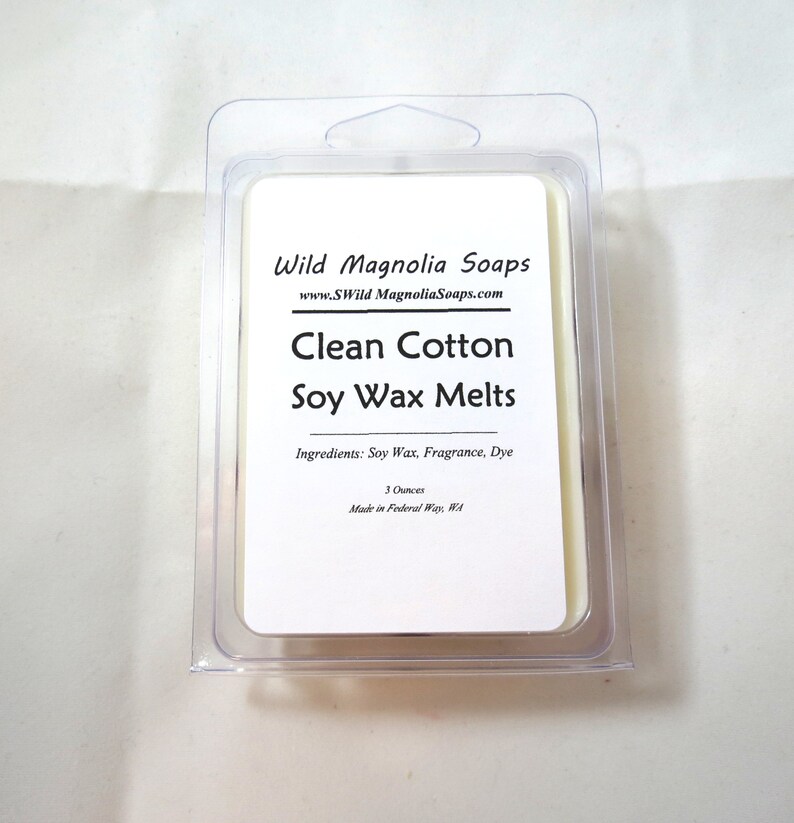 Wild Magnolia Soaps
www.SWild MagnoliaSoaps.com
Clean Cotton
Soy Wax Melts
Ingredients: Soy Wax, Fragrance, Dye
3 Ounces
Made in Federal Way, WA